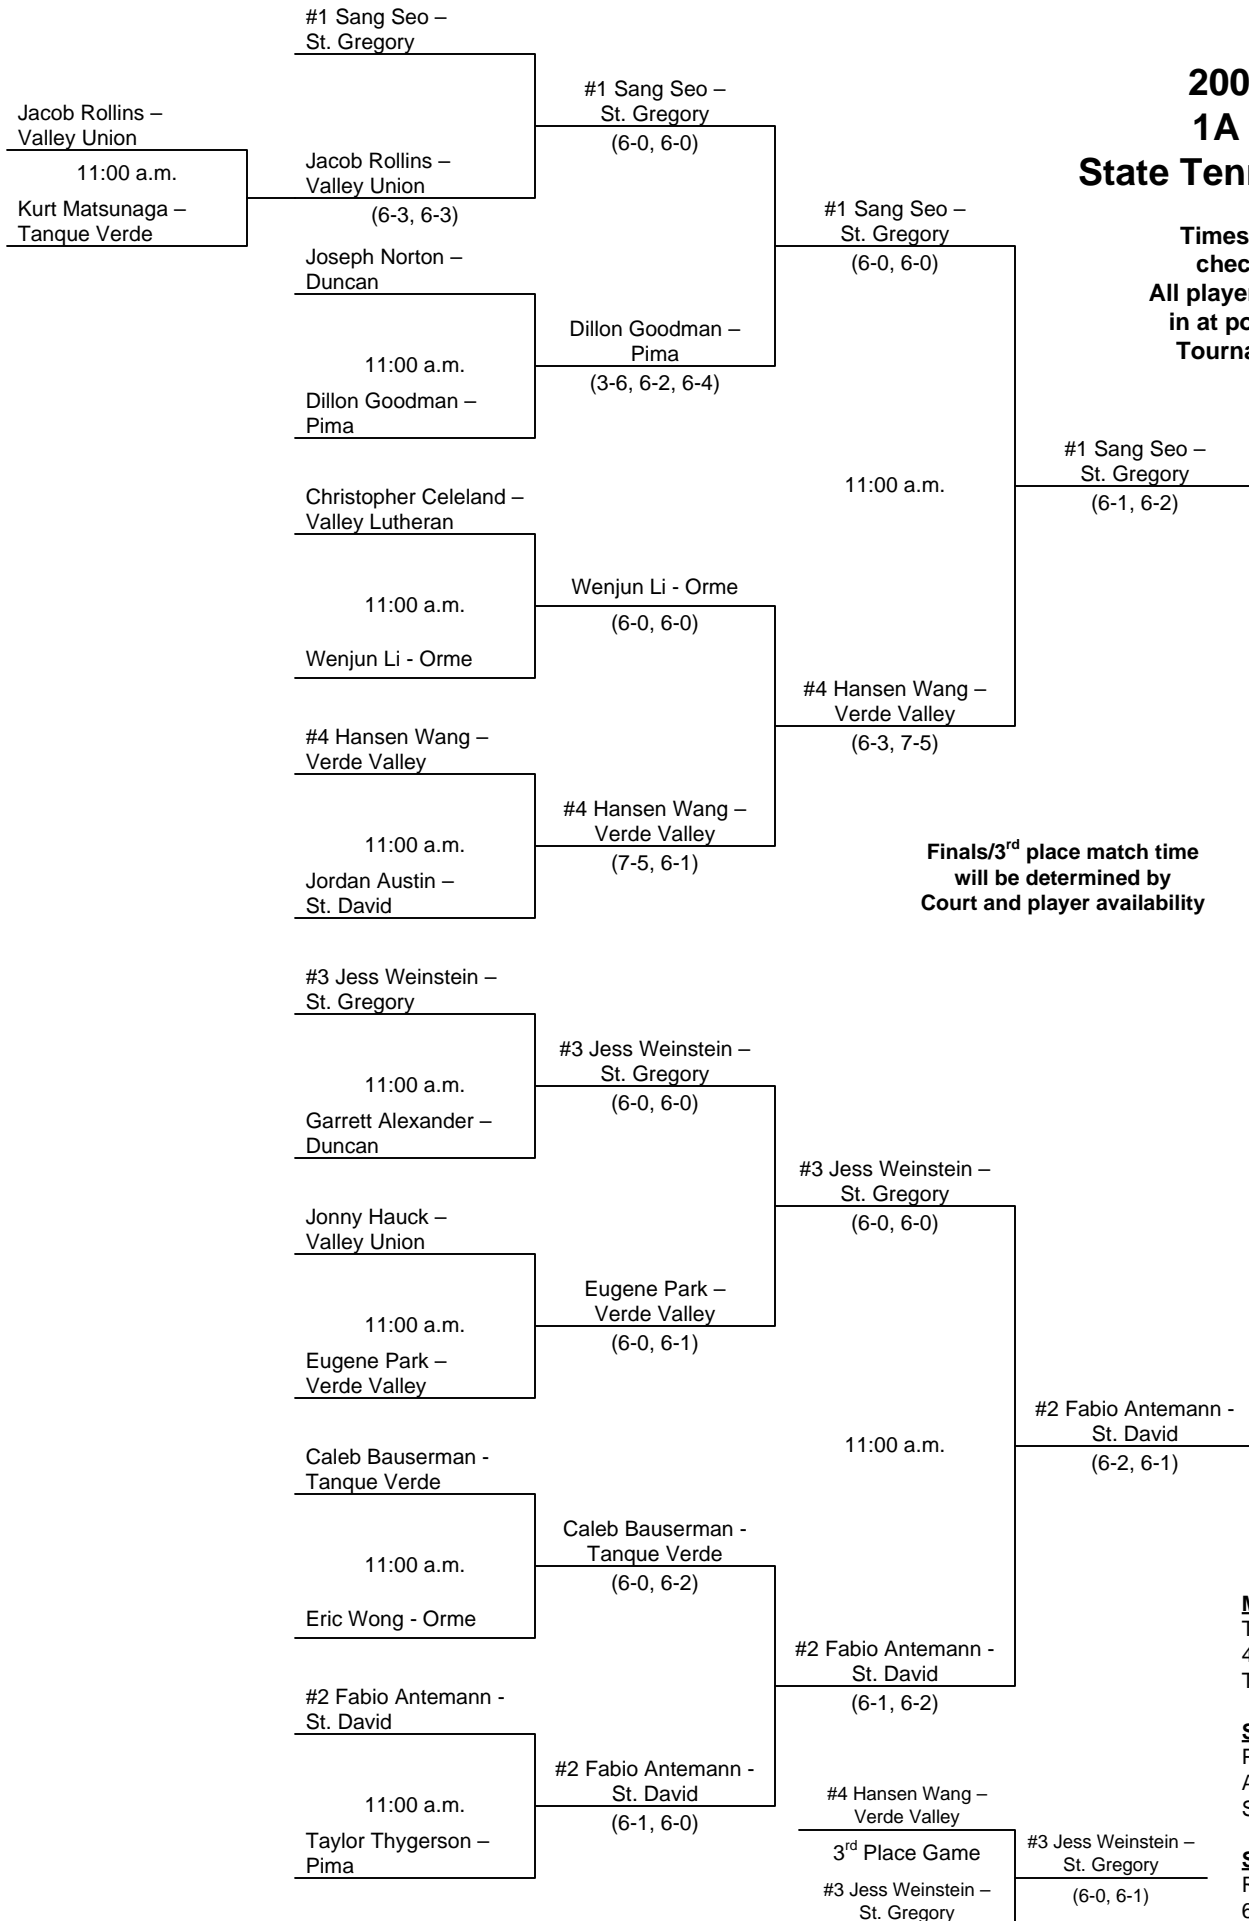 #1 Sang Seo –
St. Gregory
Jacob Rollins –
Valley Union
11:00 a.m.
Kurt Matsunaga –
Tanque Verde
Jacob Rollins –
Valley Union
(6-3, 6-3)
Joseph Norton –
Duncan
11:00 a.m.
Dillon Goodman –
Pima
Christopher Celeland –
Valley Lutheran
11:00 a.m.
Wenjun Li - Orme
#4 Hansen Wang –
Verde Valley
11:00 a.m.
Jordan Austin –
St. David
#3 Jess Weinstein –
St. Gregory
11:00 a.m.
Garrett Alexander –
Duncan
Jonny Hauck –
Valley Union
11:00 a.m.
Eugene Park –
Verde Valley
Caleb Bauserman -
Tanque Verde
11:00 a.m.
Eric Wong - Orme
#2 Fabio Antemann -
St. David
11:00 a.m.
Taylor Thygerson –
Pima
#1 Sang Seo –
St. Gregory
(6-0, 6-0)
Dillon Goodman –
Pima
(3-6, 6-2, 6-4)
Wenjun Li - Orme
(6-0, 6-0)
#4 Hansen Wang –
Verde Valley
(7-5, 6-1)
#3 Jess Weinstein –
St. Gregory
(6-0, 6-0)
Eugene Park –
Verde Valley
(6-0, 6-1)
Caleb Bauserman -
Tanque Verde
(6-0, 6-2)
#2 Fabio Antemann -
St. David
(6-1, 6-0)
#1 Sang Seo –
St. Gregory
(6-0, 6-0)
11:00 a.m.
#4 Hansen Wang –
Verde Valley
(6-3, 7-5)
#3 Jess Weinstein –
St. Gregory
(6-0, 6-0)
11:00 a.m.
#2 Fabio Antemann -
St. David
(6-1, 6-2)
#1 Sang Seo –
St. Gregory
(6-1, 6-2)
#2 Fabio Antemann -
St. David
(6-2, 6-1)
200
1A
State Ten
Times
chec
All playe
in at po
Tourna
Finals/3rd place match time
will be determined by
Court and player availability
#4 Hansen Wang –
Verde Valley
3rd Place Game
#3 Jess Weinstein –
St. Gregory
#3 Jess Weinstein –
St. Gregory
(6-0, 6-1)
T
4
T
S
A
S
S
6